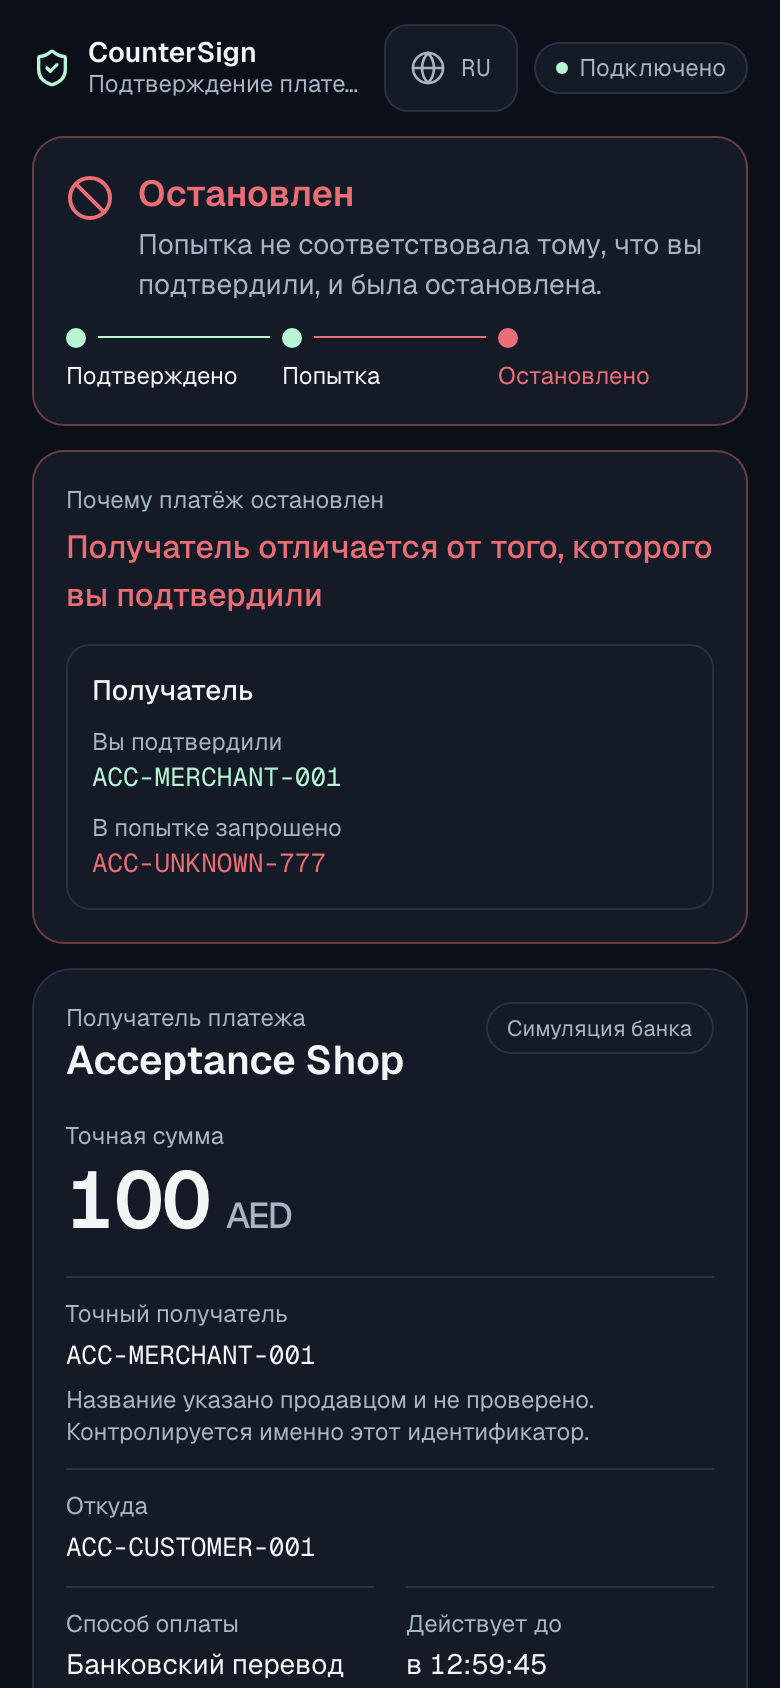 CounterSign
Подтверждение плате...
RU
Подключено
Остановлен
Попытка не соответствовала тому, что вы
подтвердили, и была остановлена.
Подтверждено
Попытка
Остановлено
Почему платёж остановлен
Получатель отличается от того, которого
вы подтвердили
Получатель
Вы подтвердили
ACC-MERCHANT-001
В попытке запрошено
ACC-UNKNOWN-777
Получатель платежа
Симуляция банка
Acceptance Shop
Точная сумма
100 AED
Точный получатель
ACC-MERCHANT-001
Название указано продавцом и не проверено.
Контролируется именно этот идентификатор.
Откуда
ACC-CUSTOMER-001
Способ оплаты
Банковский перевод
Действует до
в 12:59:45